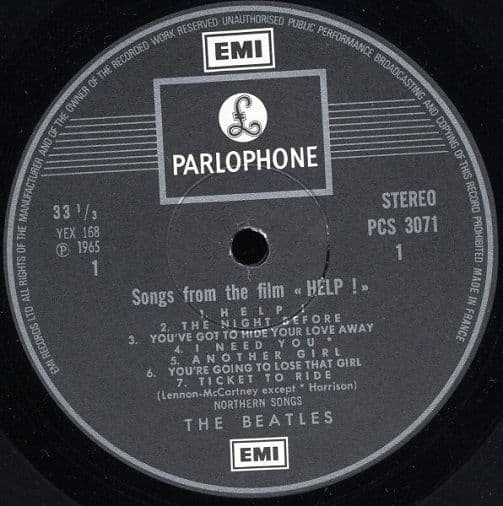 ALL RIGHTS OF THE MANUFACTURER AND OF THE OWNER OF THE RECORDED WORK RESERVED · UNAUTHORISED PUBLIC PERFORMANCE BROADCASTING AND COPYING OF THIS RECORD PROHIBITED MADE IN FRANCE
EMI RECORDS LTD
EMI
£
PARLOPHONE
33 1/3
YEX 168
Ⓟ 1965
1
STEREO
PCS 3071
1
Songs from the film « HELP ! »
1. HELP !
2. THE NIGHT BEFORE
3. YOU'VE GOT TO HIDE YOUR LOVE AWAY
4. I NEED YOU *
5. ANOTHER GIRL
6. YOU'RE GOING TO LOSE THAT GIRL
7. TICKET TO RIDE
(Lennon-McCartney except * Harrison)
NORTHERN SONGS
THE BEATLES
EMI